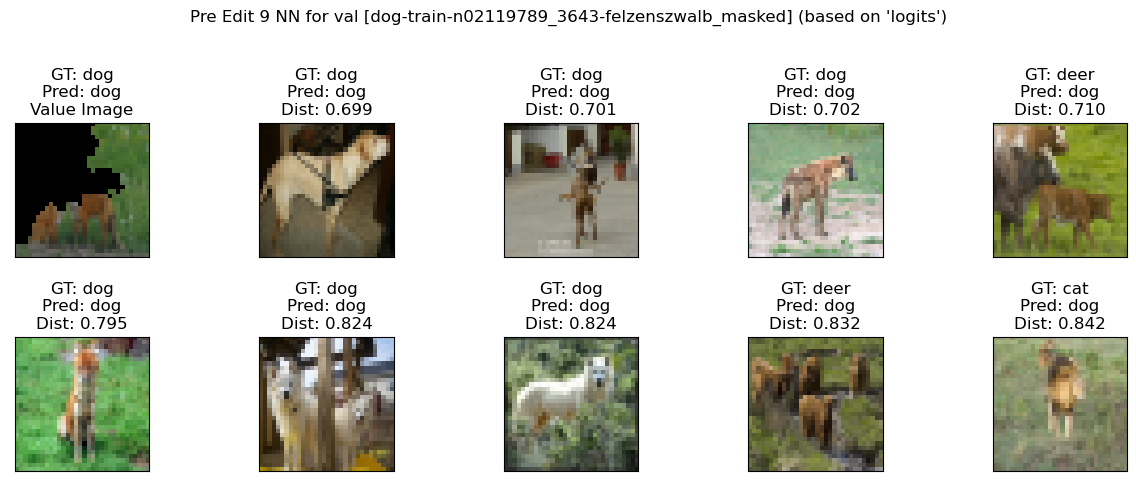 Pre Edit 9 NN for val [dog-train-n02119789_3643-felzenszwalb_masked] (based on 'logits')
GT: dog
Pred: dog
Value Image
GT: dog
Pred: dog
Dist: 0.699
GT: dog
Pred: dog
Dist: 0.701
GT: dog
Pred: dog
Dist: 0.702
GT: deer
Pred: dog
Dist: 0.710
GT: dog
Pred: dog
Dist: 0.795
GT: dog
Pred: dog
Dist: 0.824
GT: dog
Pred: dog
Dist: 0.824
GT: deer
Pred: dog
Dist: 0.832
GT: cat
Pred: dog
Dist: 0.842